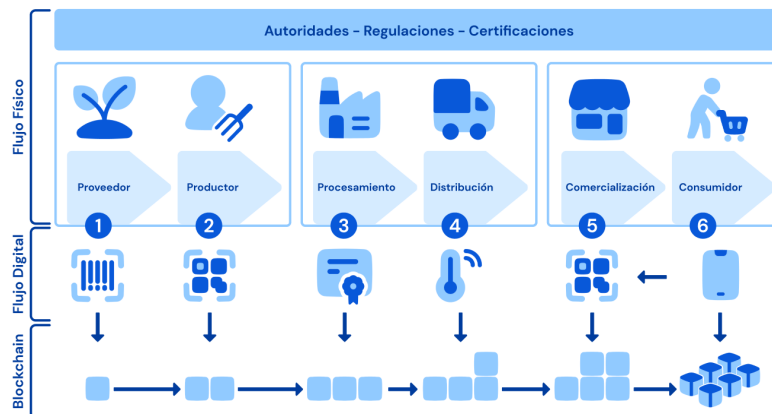 Autoridades - Regulaciones - Certificaciones
Flujo Físico
Proveedor
Productor
Procesamiento
Distribución
Comercialización
Consumidor
1
2
3
4
5
6
Flujo Digital
Blockchain